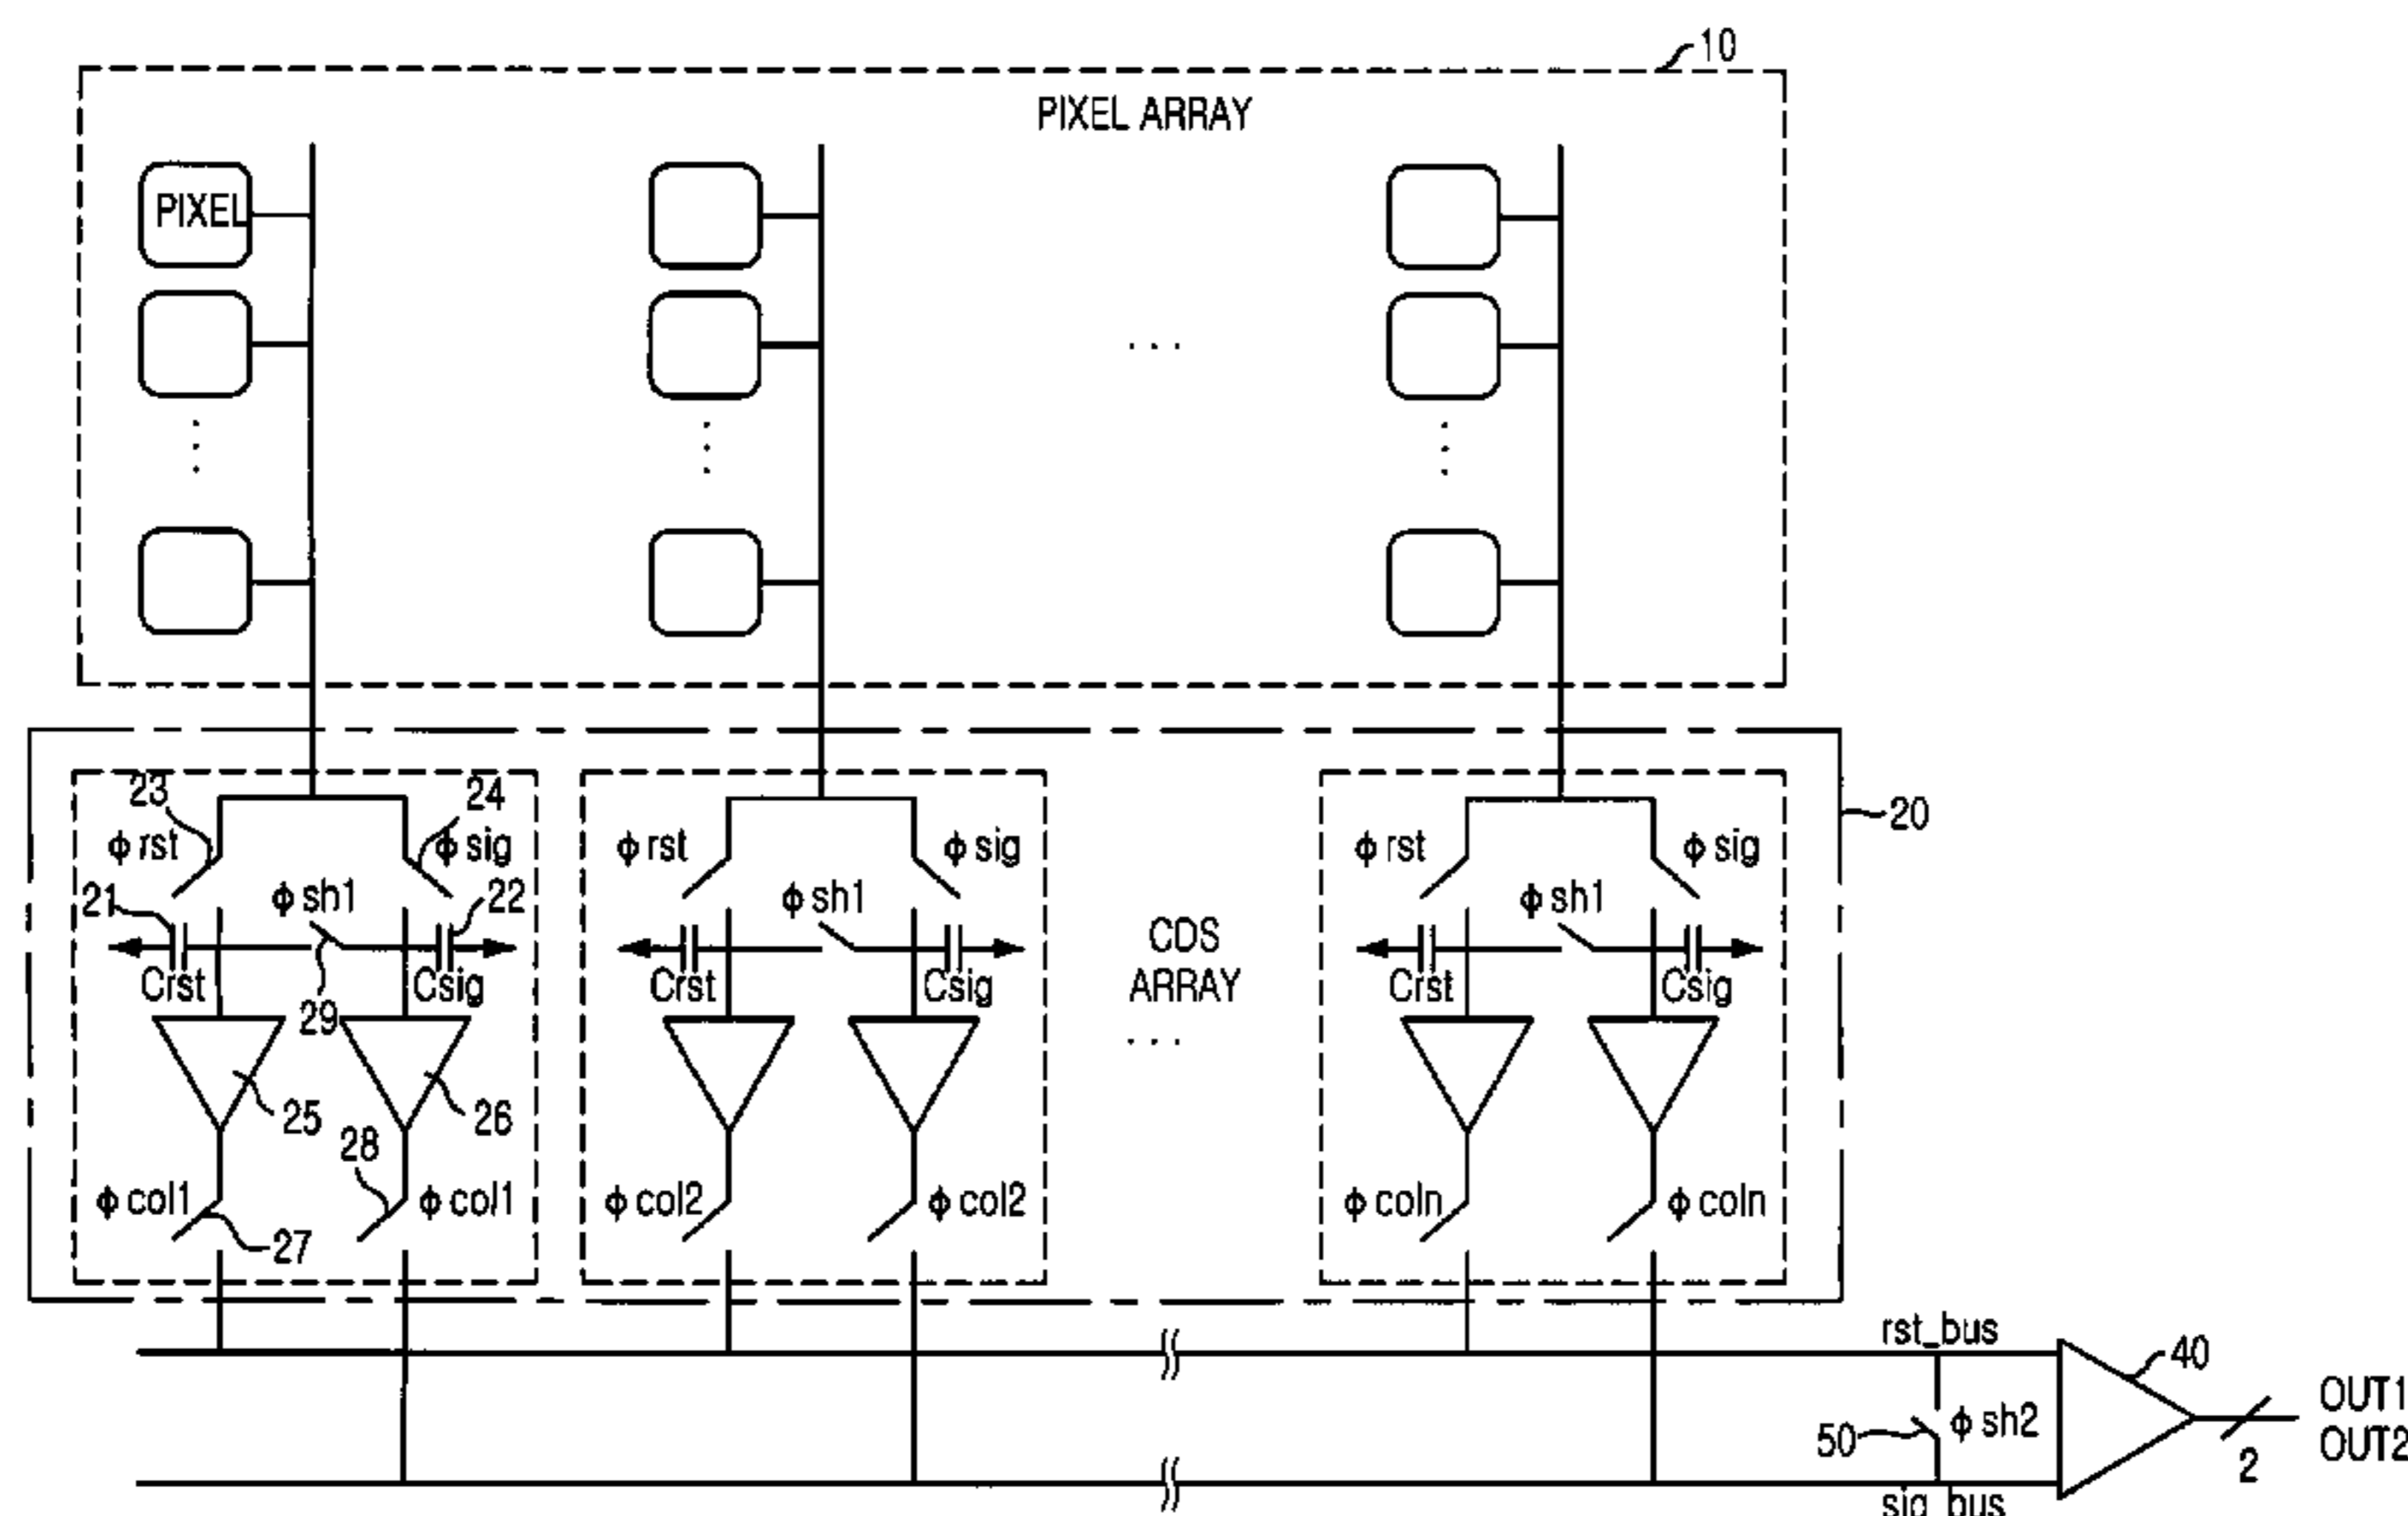 10
PIXEL ARRAY
PIXEL
. . .
23
24
20
ϕ rst
ϕ sig
ϕ rst
ϕ sig
ϕ rst
ϕ sig
21
ϕ sh1
22
ϕ sh1
ϕ sh1
CDS
ARRAY
. . .
Crst
Csig
Crst
Csig
Crst
Csig
29
25
26
28
ϕ col1
ϕ col1
ϕ col2
ϕ col2
ϕ coln
ϕ coln
27
rst_bus
40
OUT1
50
ϕ sh2
OUT2
2
sig_bus